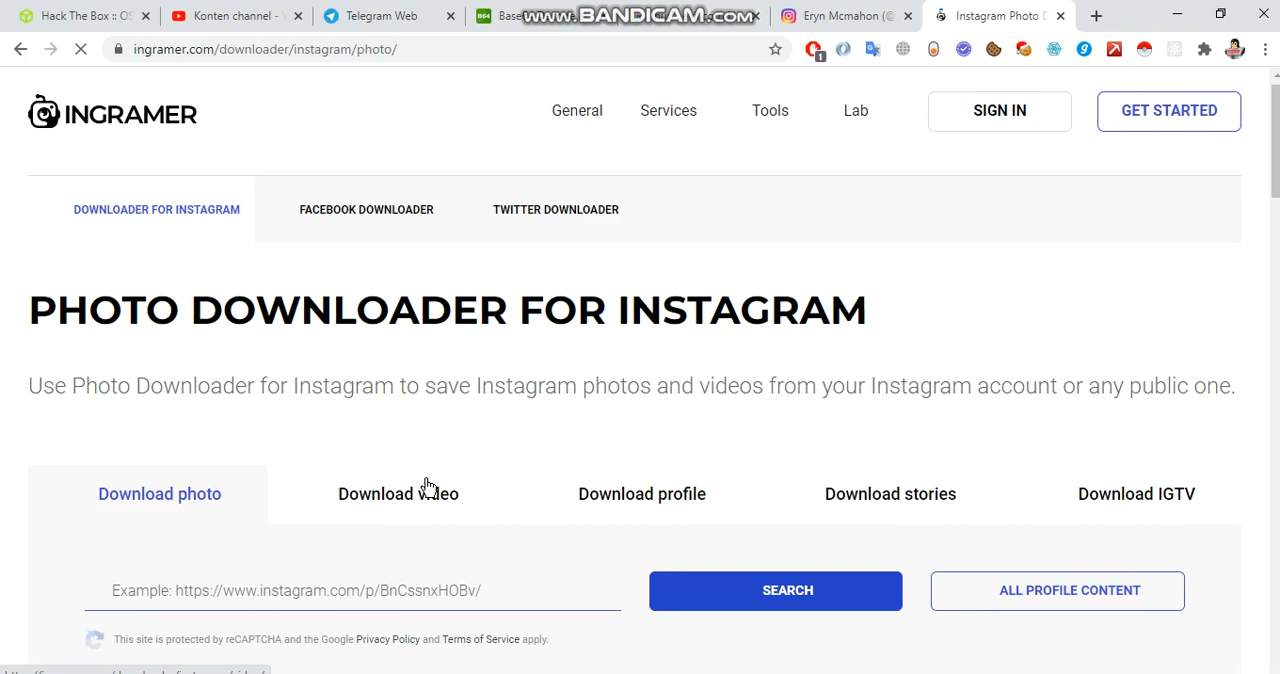 Hack The Box :: OS
Konten channel - Y
Telegram Web
www.BANDICAM.com
Eryn Mcmahon (@
Instagram Photo D
ingramer.com/downloader/instagram/photo/
1
INGRAMER
General
Services
Tools
Lab
SIGN IN
GET STARTED
DOWNLOADER FOR INSTAGRAM
FACEBOOK DOWNLOADER
TWITTER DOWNLOADER
PHOTO DOWNLOADER FOR INSTAGRAM
Use Photo Downloader for Instagram to save Instagram photos and videos from your Instagram account or any public one.
Download photo
Download video
Download profile
Download stories
Download IGTV
Example: https://www.instagram.com/p/BnCssnxHOBv/
SEARCH
ALL PROFILE CONTENT
This site is protected by reCAPTCHA and the Google Privacy Policy and Terms of Service apply.